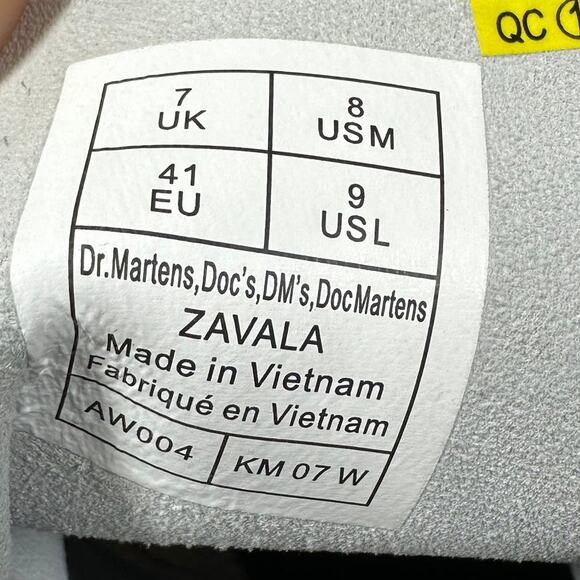 QC 1
7 UK
8 USM
41 EU
9 USL
Dr.Martens,Doc's,DM's,DocMartens
ZAVALA
Made in Vietnam
Fabriqué en Vietnam
AW004
KM 07 W